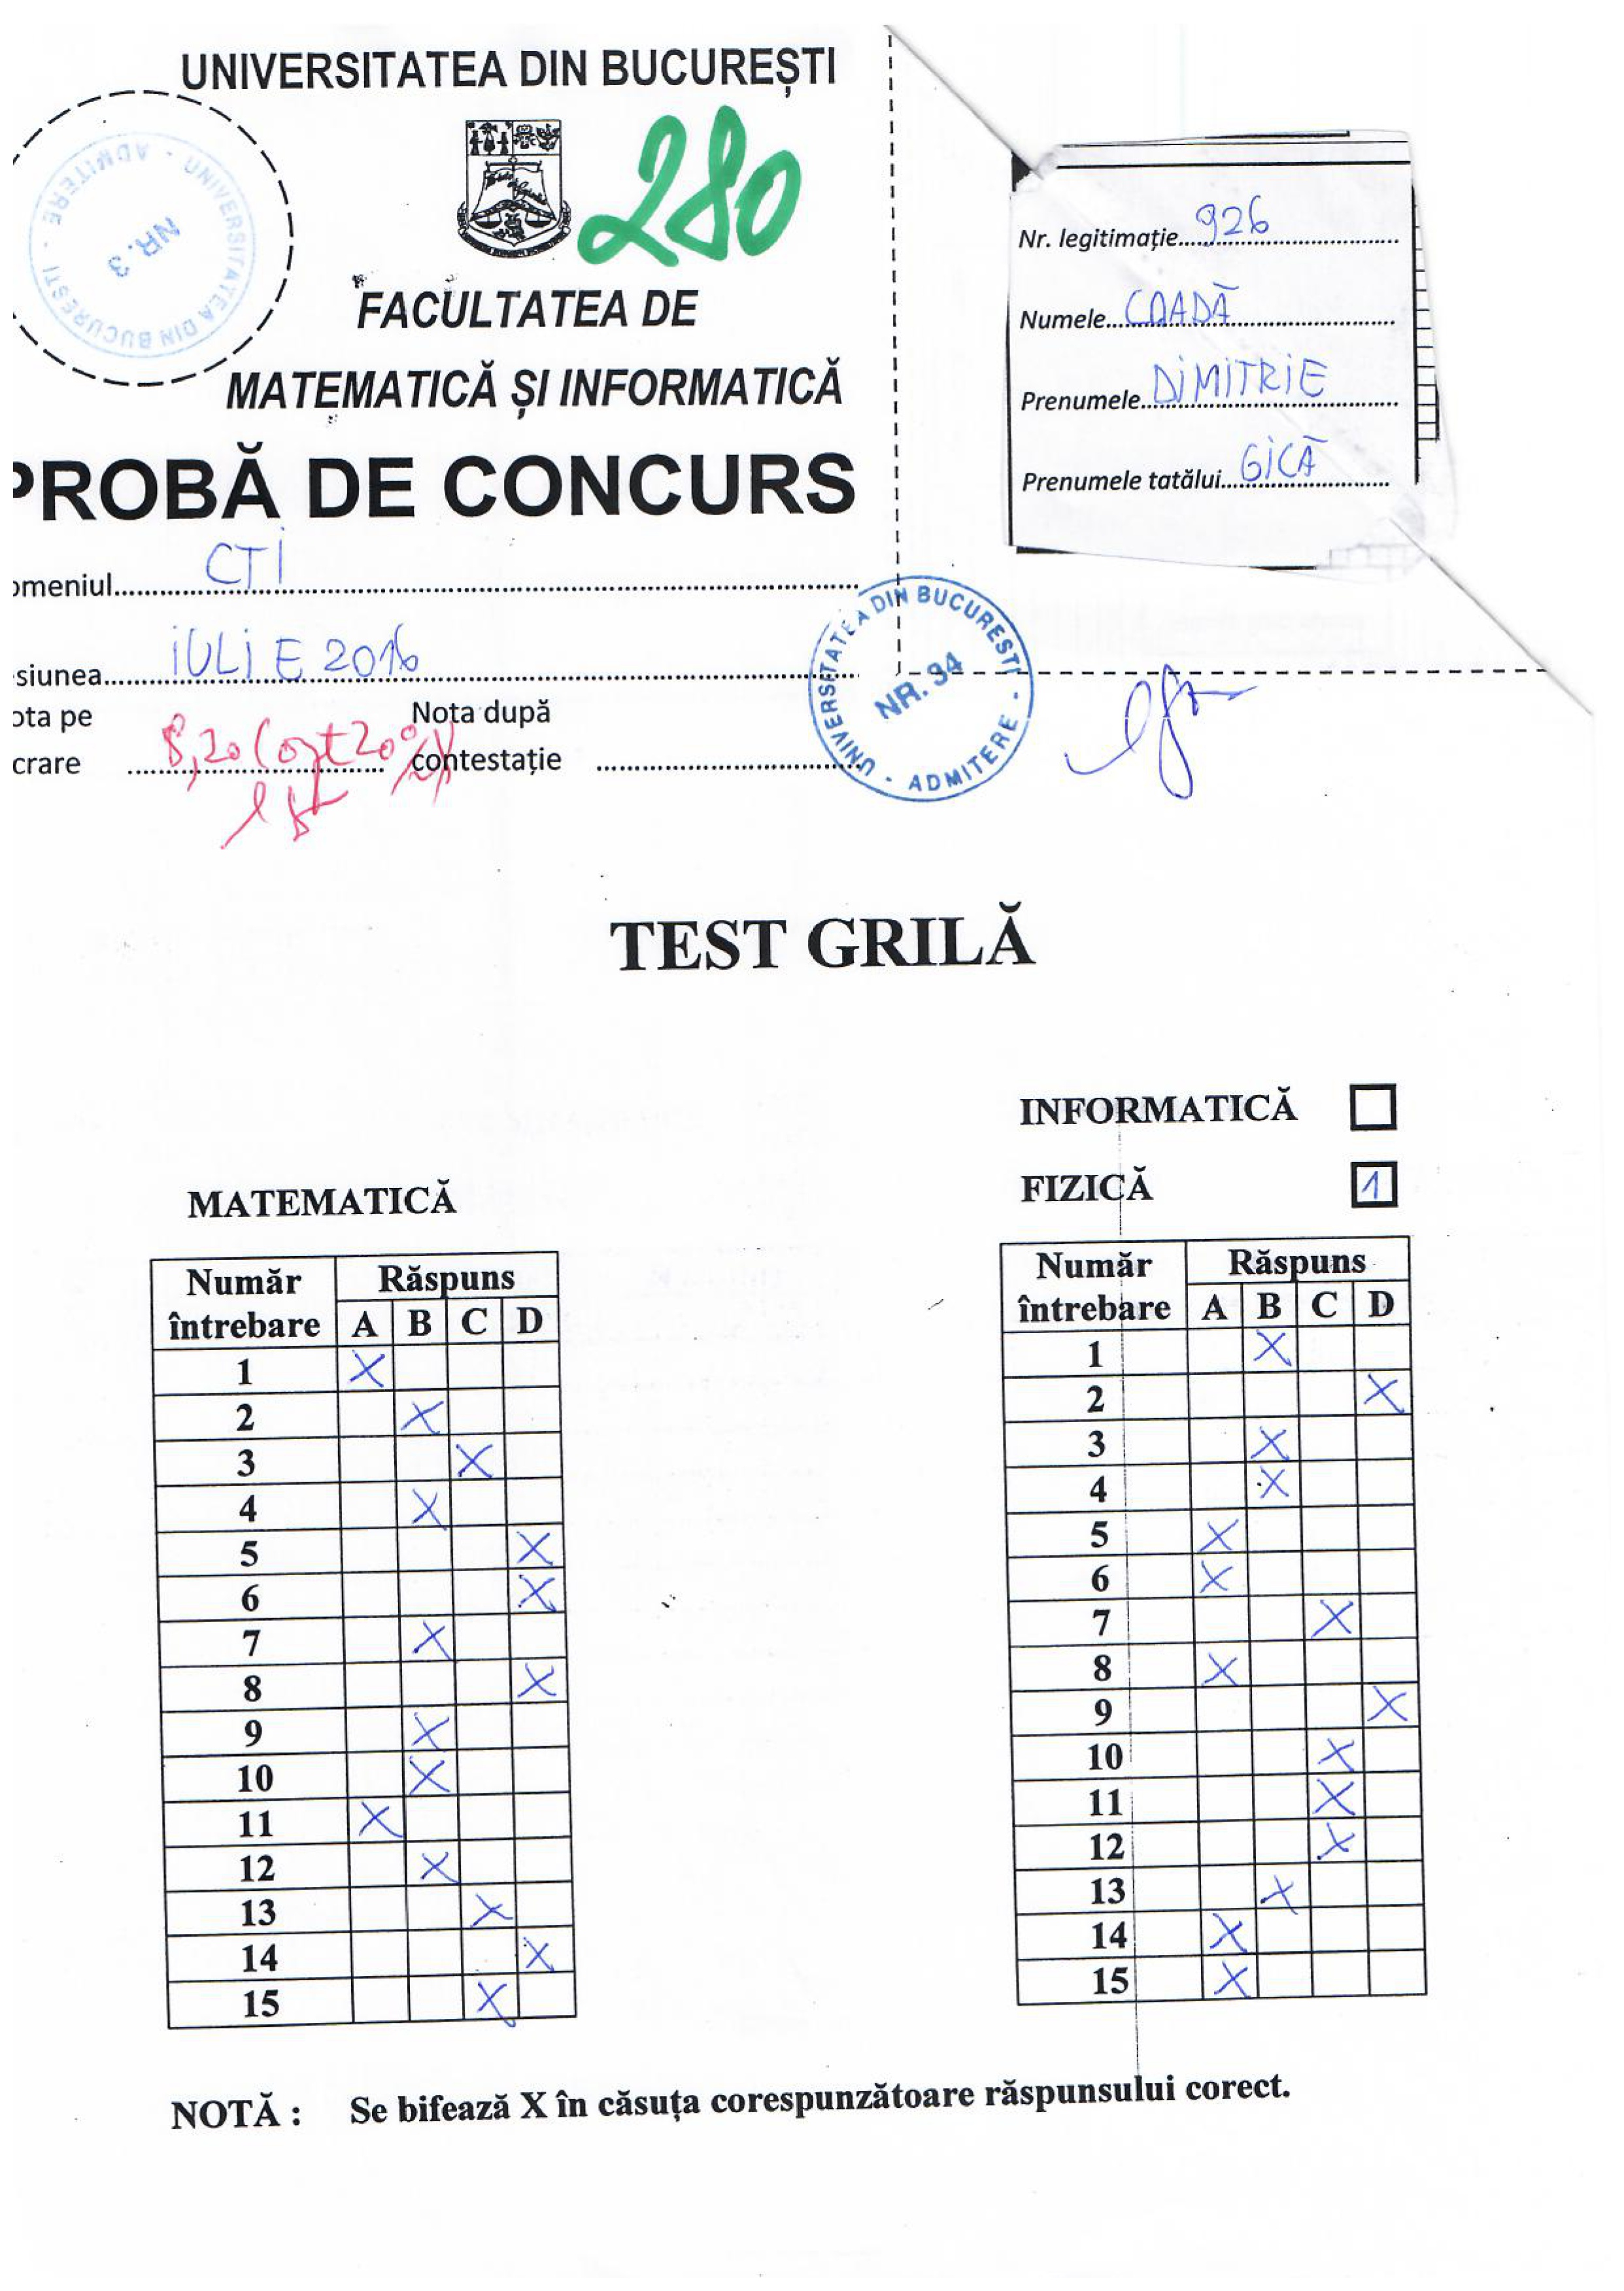 UNIVERSITATEA DIN BUCUREȘTI
280
UNIVERSITATEA DIN BUCURESTI - ADMITERE -
NR. 3
FACULTATEA DE
MATEMATICĂ ȘI INFORMATICĂ
PROBĂ DE CONCURS
omeniul CTI
siunea IULIE 2016
ota pe
crare 8,20 (opt 20%)
Nota după
contestație
Nr. legitimație 926
Numele COADĂ
Prenumele DIMITRIE
Prenumele tatălui GICĂ
UNIVERSITATEA DIN BUCURESTI - ADMITERE -
NR. 34
TEST GRILĂ
INFORMATICĂ
FIZICĂ 1
MATEMATICĂ
Număr întrebare Răspuns
A B C D
1 X
2 X
3 X
4 X
5 X
6 X
7 X
8 X
9 X
10 X
11 X
12 X
13 X
14 X
15 X
Număr întrebare Răspuns
A B C D
1 X
2 X
3 X
4 X
5 X
6 X
7 X
8 X
9 X
10 X
11 X
12 X
13 X
14 X
15 X
NOTĂ : Se bifează X în căsuța corespunzătoare răspunsului corect.